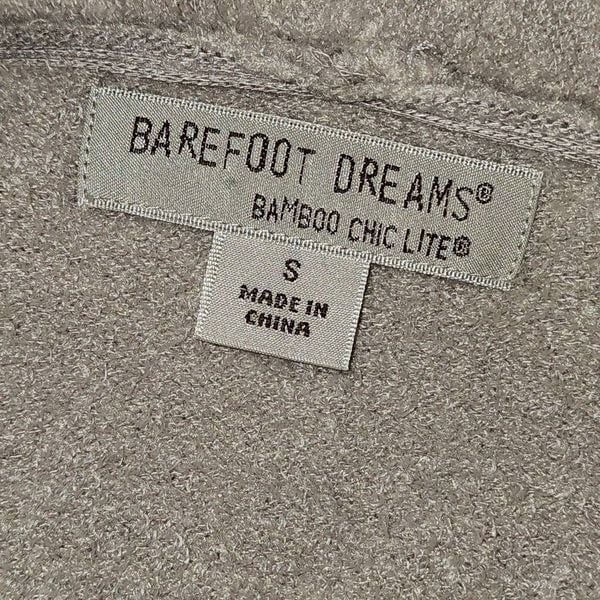 BAREFOOT DREAMS®
BAMBOO CHIC LITE®
S
MADE IN
CHINA